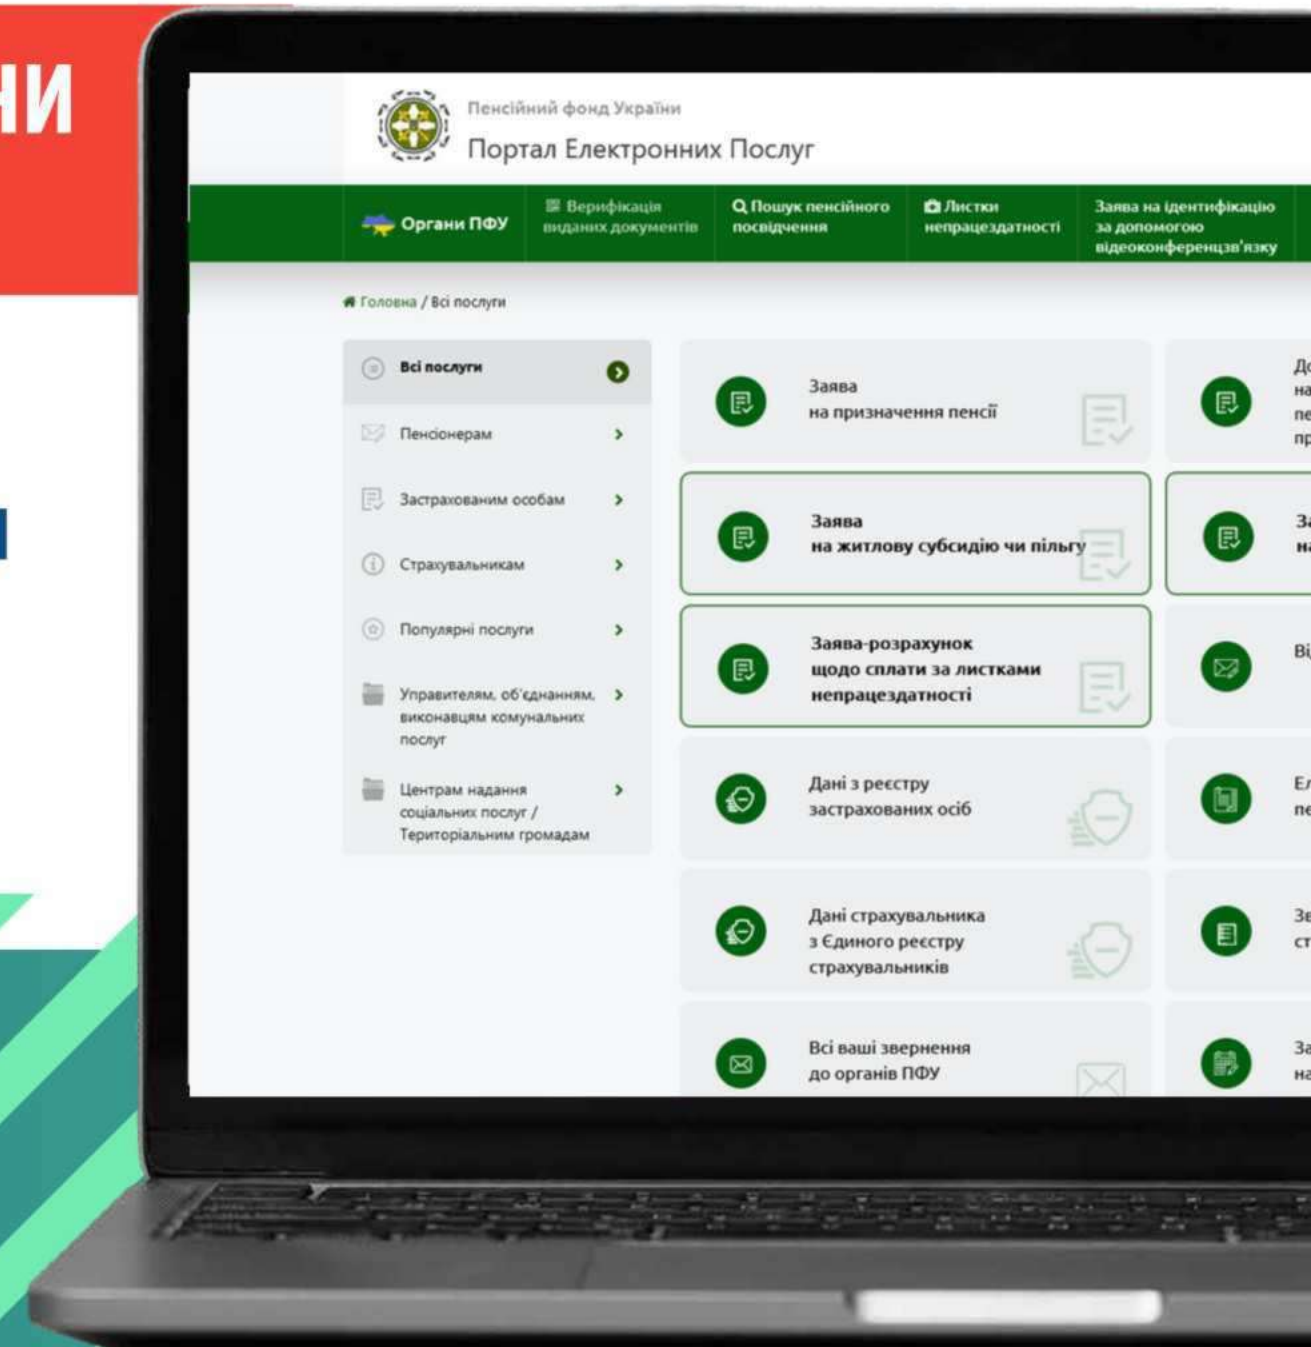 НИ
Пенсійний фонд України
Портал Електронних Послуг
Органи ПФУ
Верифікація
виданих документів
Пошук пенсійного
посвідчення
Листки
непрацездатності
Заява на ідентифікацію
за допомогою
відеоконференцзв'язку
Головна / Всі послуги
Всі послуги
Пенсіонерам
Застрахованим особам
Страхувальникам
Популярні послуги
Управителям, об'єднанням,
виконавцям комунальних
послуг
Центрам надання
соціальних послуг /
Територіальним громадам
Заява
на призначення пенсії
Заява
на житлову субсидію чи пільгу
Заява-розрахунок
щодо сплати за листками
непрацездатності
Дані з реєстру
застрахованих осіб
Дані страхувальника
з Єдиного реєстру
страхувальників
Всі ваші звернення
до органів ПФУ